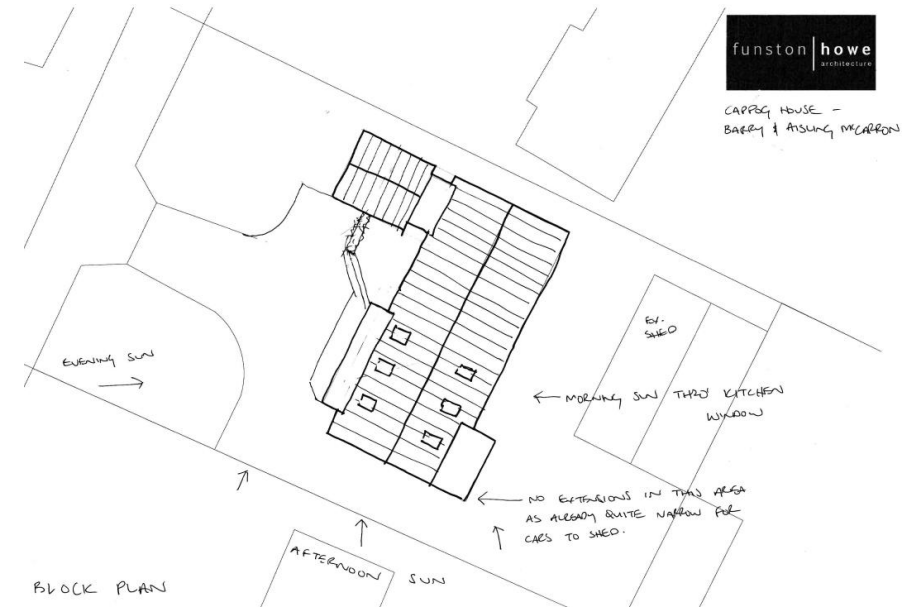 funston howe
architecture
CAPPOG HOUSE -
BARRY & AISLING MCCARRON
EX.
SHED
EVENING SUN
MORNING SUN THRO' KITCHEN
WINDOW
NO EXTENSIONS IN THIS AREA
AS ALREADY QUITE NARROW FOR
CARS TO SHED.
AFTERNOON SUN
BLOCK PLAN